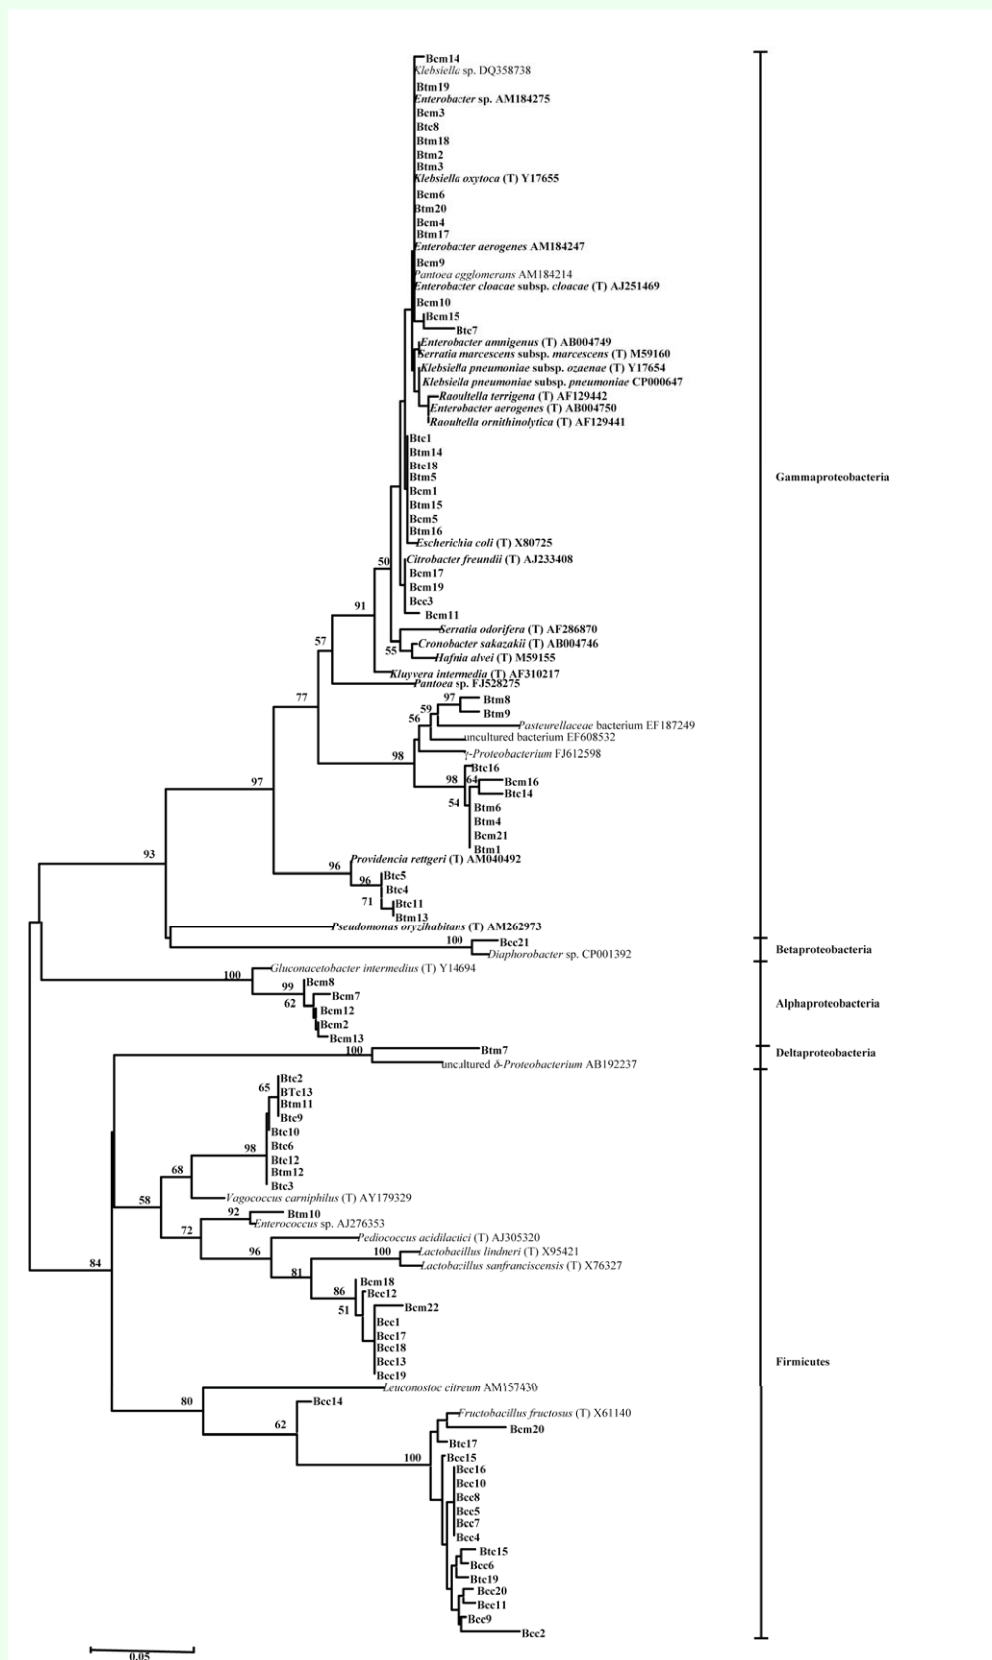 Bcm14
Klebsiella sp. DQ358738
Btm19
Enterobacter sp. AM184275
Bcm3
Btc8
Btm18
Btm2
Btm3
Klebsiella oxytoca (T) Y17655
Bcm6
Btm20
Bcm4
Btm17
Enterobacter aerogenes AM184247
Bcm9
Pantoea agglomerans AM184214
Enterobacter cloacae subsp. cloacae (T) AJ251469
Bcm10
Bcm15
Btc7
Enterobacter amnigenus (T) AB004749
Serratia marcescens subsp. marcescens (T) M59160
Klebsiella pneumoniae subsp. ozaenae (T) Y17654
Klebsiella pneumoniae subsp. pneumoniae CP000647
Raoultella terrigena (T) AF129442
Enterobacter aerogenes (T) AB004750
Raoultella ornithinolytica (T) AF129441
Btc1
Btm14
Btc18
Btm5
Gammaproteobacteria
Bcm1
Btm15
Bcm5
Btm16
Escherichia coli (T) X80725
50
Citrobacter freundii (T) AJ233408
Bcm17
Bcm19
Bcc3
91
Bcm11
Serratia odorifera (T) AF286870
57
Cronobacter sakazakii (T) AB004746
55
Hafnia alvei (T) M59155
Kluyvera intermedia (T) AF310217
Pantoea sp. FJ528275
77
97
Btm8
59
Btm9
56
Pasteurellaceae bacterium EF187249
uncultured bacterium EF608532
98
γ-Proteobacterium FJ612598
Btc16
97
98
64
Bcm16
Btc14
54
Btm6
Btm4
Bcm21
Btm1
93
Providencia rettgeri (T) AM040492
96
Btc5
96
Btc4
71
Btc11
Btm13
Pseudomonas oryzihabitans (T) AM262973
100
Bcc21
Betaproteobacteria
Diaphorobacter sp. CP001392
Gluconacetobacter intermedius (T) Y14694
100
Bcm8
99
Bcm7
62
Alphaproteobacteria
Bcm12
Bcm2
Bcm13
100
Btm7
Deltaproteobacteria
uncultured δ-Proteobacterium AB192237
Btc2
65
BTc13
Btm11
Btc9
Btc10
98
Btc6
Btc12
68
Btm12
Btc3
58
Vagococcus carniphilus (T) AY179329
92
Btm10
Enterococcus sp. AJ276353
72
Pediococcus acidilactici (T) AJ305320
96
100
Lactobacillus lindneri (T) X95421
84
Lactobacillus sanfranciscensis (T) X76327
81
Bcm18
86
Bcc12
51
Bcm22
Bcc1
Bcc17
Bcc18
Bcc13
Firmicutes
Bcc19
Leuconostoc citreum AM157430
80
Bcc14
Fructobacillus fructosus (T) X61140
62
Bcm20
Btc17
100
Bcc15
Bcc16
Bcc10
Bcc8
Bcc5
Bcc7
Bcc4
Btc15
Bcc6
Btc19
Bcc20
Bcc11
Bcc9
Bcc2
0.05